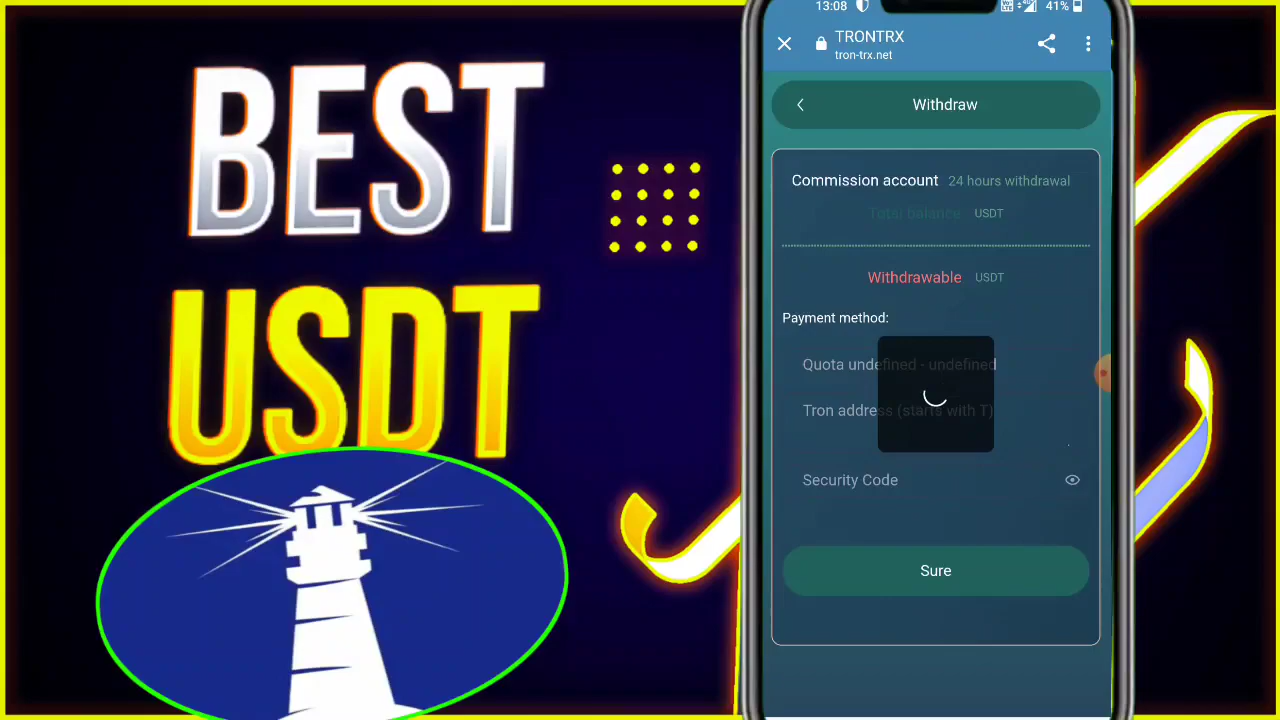 BEST
USDT
13:08
41%
TRONTRX
tron-trx.net
Withdraw
Commission account 24 hours withdrawal
Total balance USDT
Withdrawable USDT
Payment method:
Quota undefined - undefined
Tron address (starts with T)
Security Code
Sure